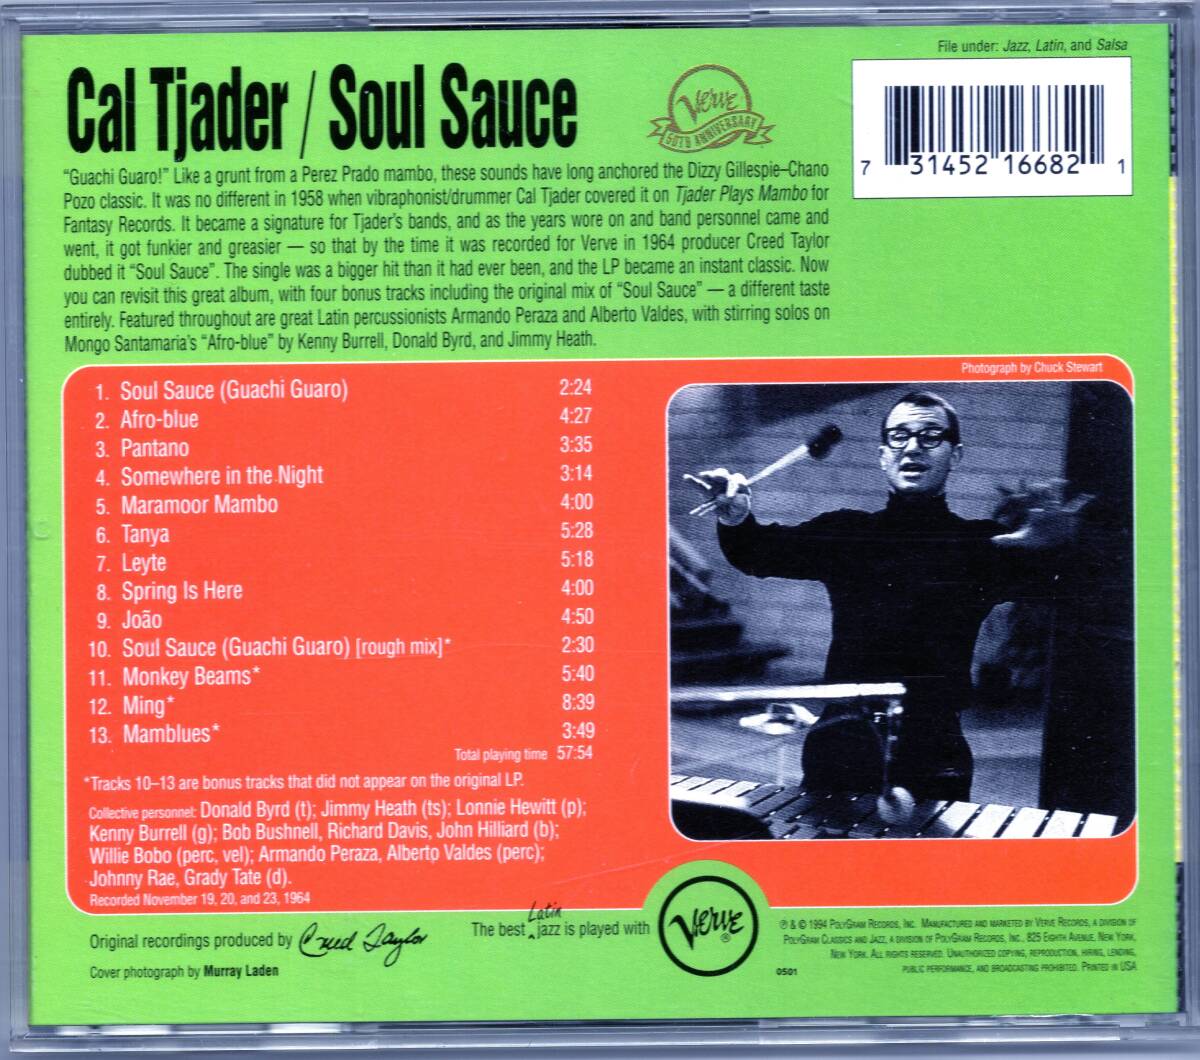 File under: Jazz, Latin, and Salsa
Cal Tjader / Soul Sauce
Verve
50TH ANNIVERSARY
7 31452 16682 1
“Guachi Guaro!” Like a grunt from a Perez Prado mambo, these sounds have long anchored the Dizzy Gillespie–Chano
Pozo classic. It was no different in 1958 when vibraphonist/drummer Cal Tjader covered it on Tjader Plays Mambo for
Fantasy Records. It became a signature for Tjader's bands, and as the years wore on and band personnel came and
went, it got funkier and greasier — so that by the time it was recorded for Verve in 1964 producer Creed Taylor
dubbed it “Soul Sauce”. The single was a bigger hit than it had ever been, and the LP became an instant classic. Now
you can revisit this great album, with four bonus tracks including the original mix of “Soul Sauce” — a different taste
entirely. Featured throughout are great Latin percussionists Armando Peraza and Alberto Valdes, with stirring solos on
Mongo Santamaria's “Afro-blue” by Kenny Burrell, Donald Byrd, and Jimmy Heath.
Photograph by Chuck Stewart
1. Soul Sauce (Guachi Guaro) 2:24
2. Afro-blue 4:27
3. Pantano 3:35
4. Somewhere in the Night 3:14
5. Maramoor Mambo 4:00
6. Tanya 5:28
7. Leyte 5:18
8. Spring Is Here 4:00
9. João 4:50
10. Soul Sauce (Guachi Guaro) [rough mix]* 2:30
11. Monkey Beams* 5:40
12. Ming* 8:39
13. Mamblues* 3:49
Total playing time 57:54
*Tracks 10–13 are bonus tracks that did not appear on the original LP.
Collective personnel: Donald Byrd (t); Jimmy Heath (ts); Lonnie Hewitt (p);
Kenny Burrell (g); Bob Bushnell, Richard Davis, John Hilliard (b);
Willie Bobo (perc, vcl); Armando Peraza, Alberto Valdes (perc);
Johnny Rae, Grady Tate (d).
Recorded November 19, 20, and 23, 1964
Original recordings produced by Creed Taylor
Cover photograph by Murray Laden
The best Latin jazz is played with
Verve®
0501
℗ & © 1994 PolyGram Records, Inc. Manufactured and marketed by Verve Records, a division of
PolyGram Classics and Jazz, a division of PolyGram Records, Inc., 825 Eighth Avenue, New York,
New York. All rights reserved. Unauthorized copying, reproduction, hiring, lending,
public performance, and broadcasting prohibited. Printed in USA